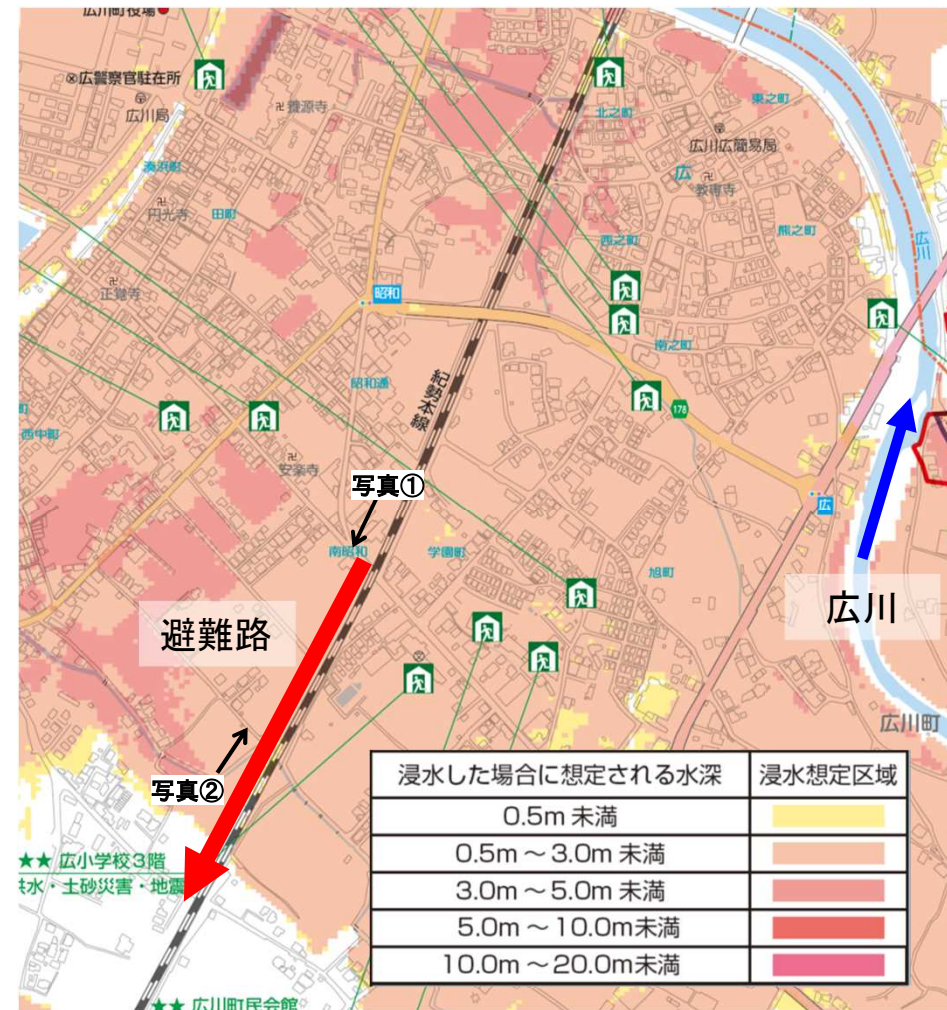 広川町役場
広警察官駐在所
広川局
養源寺
湊浜町
円光寺
田町
正覚寺
昭和
昭和通
西中町
安楽寺
紀勢本線
北之町
東之町
広川広簡易局
広
教専寺
西之町
熊之町
南之町
178
広川
広
写真①
南昭和
学園町
旭町
避難路
広川
広川町
写真②
★★ 広小学校3階
洪水・土砂災害・地震
★★ 広川町民会館
浸水した場合に想定される水深 浸水想定区域
0.5m 未満
0.5m ～ 3.0m 未満
3.0m ～ 5.0m 未満
5.0m ～ 10.0m未満
10.0m ～ 20.0m未満